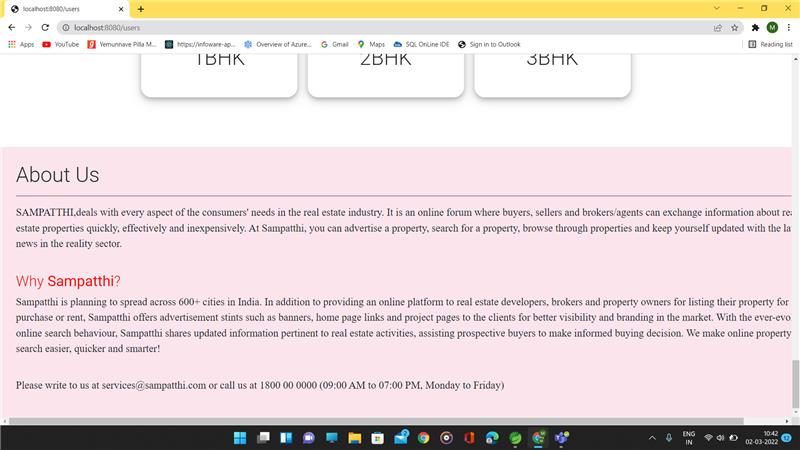 localhost:8080/users
localhost:8080/users
Apps YouTube Yemunnave Pilla M... https://infoware-ap... Overview of Azure... Gmail Maps SQL OnLine IDE Sign in to Outlook Reading list
M
1BHK 2BHK 3BHK
About Us
SAMPATTHI,deals with every aspect of the consumers' needs in the real estate industry. It is an online forum where buyers, sellers and brokers/agents can exchange information about rea
estate properties quickly, effectively and inexpensively. At Sampatthi, you can advertise a property, search for a property, browse through properties and keep yourself updated with the lat
news in the reality sector.
Why Sampatthi?
Sampatthi is planning to spread across 600+ cities in India. In addition to providing an online platform to real estate developers, brokers and property owners for listing their property for
purchase or rent, Sampatthi offers advertisement stints such as banners, home page links and project pages to the clients for better visibility and branding in the market. With the ever-evo
online search behaviour, Sampatthi shares updated information pertinent to real estate activities, assisting prospective buyers to make informed buying decision. We make online property
search easier, quicker and smarter!
Please write to us at services@sampatthi.com or call us at 1800 00 0000 (09:00 AM to 07:00 PM, Monday to Friday)
ENG
IN
10:42
02-03-2022